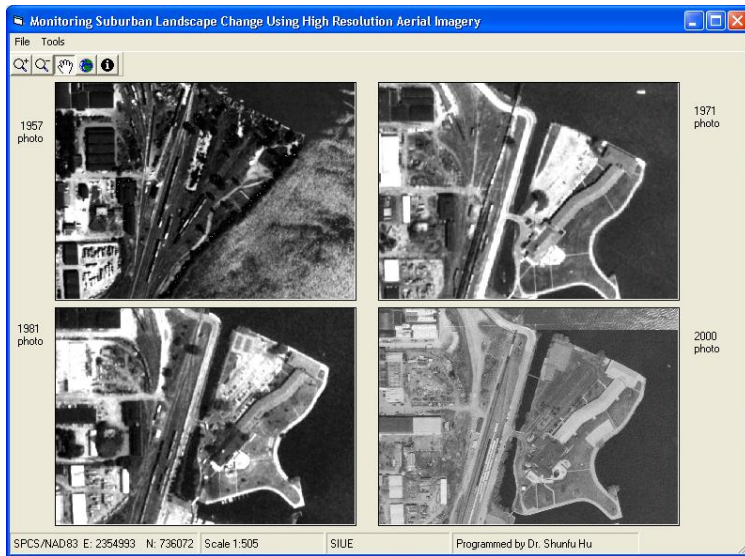 Monitoring Suburban Landscape Change Using High Resolution Aerial Imagery
File Tools
1957
photo
1971
photo
1981
photo
2000
photo
SPCS/NAD83 E: 2354993 N: 736072 Scale 1:505 SIUE Programmed by Dr. Shunfu Hu